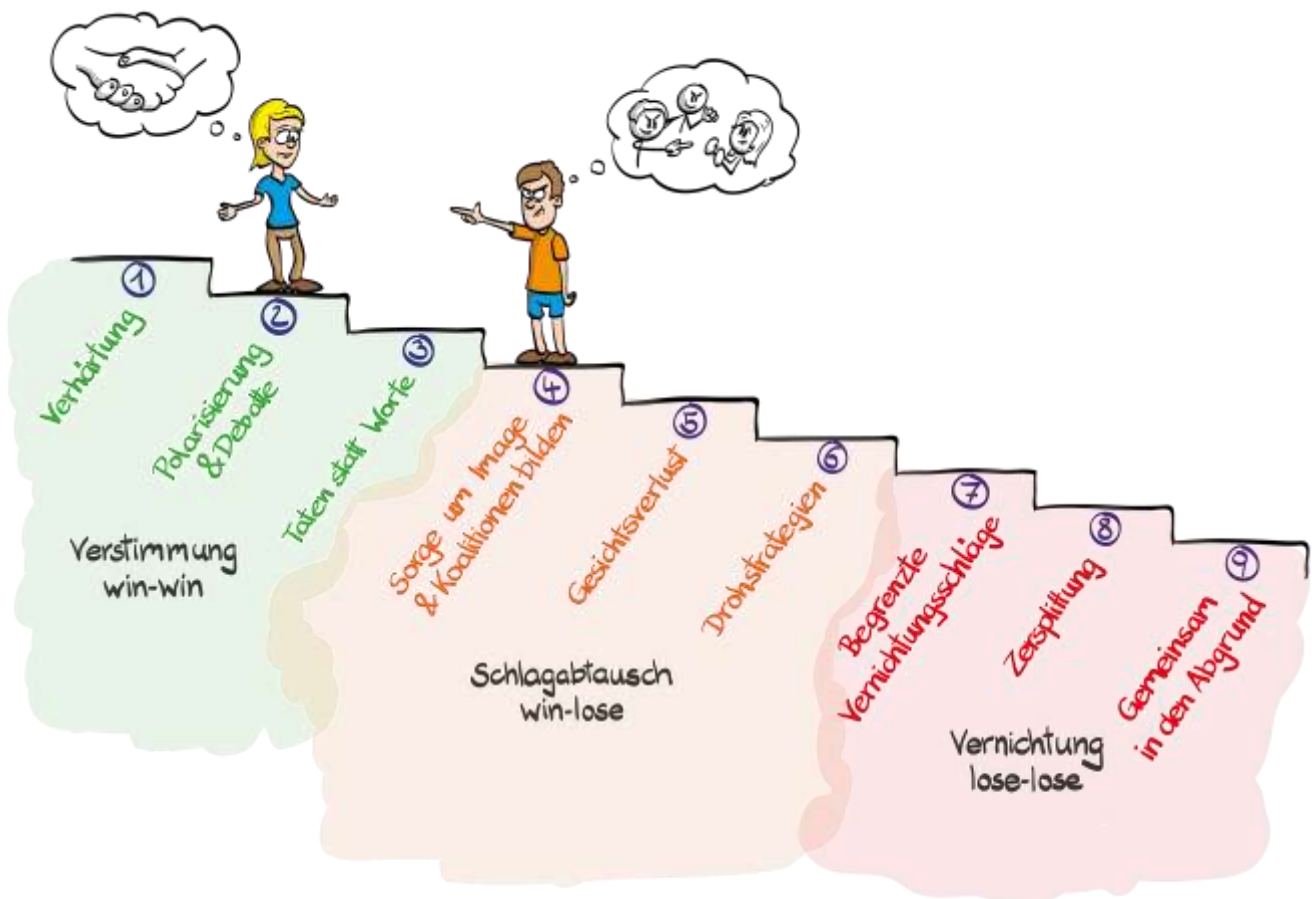 1
Verhärtung
2
Polarisierung
& Debatte
3
Taten statt Worte
4
Sorge um Image
& Koalitionen bilden
5
Gesichtsverlust
6
Drohstrategien
7
Begrenzte
Vernichtungsschläge
8
Zersplittung
9
Gemeinsam
in den Abgrund
Verstimmung
win-win
Schlagabtausch
win-lose
Vernichtung
lose-lose